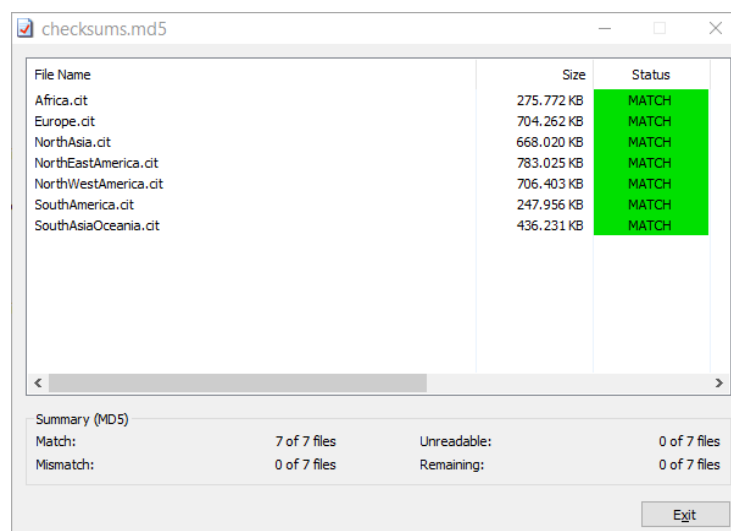 checksums.md5
File Name Size Status
Africa.cit 275.772 KB MATCH
Europe.cit 704.262 KB MATCH
NorthAsia.cit 668.020 KB MATCH
NorthEastAmerica.cit 783.025 KB MATCH
NorthWestAmerica.cit 706.403 KB MATCH
SouthAmerica.cit 247.956 KB MATCH
SouthAsiaOceania.cit 436.231 KB MATCH
Summary (MD5)
Match: 7 of 7 files Unreadable: 0 of 7 files
Mismatch: 0 of 7 files Remaining: 0 of 7 files
Exit